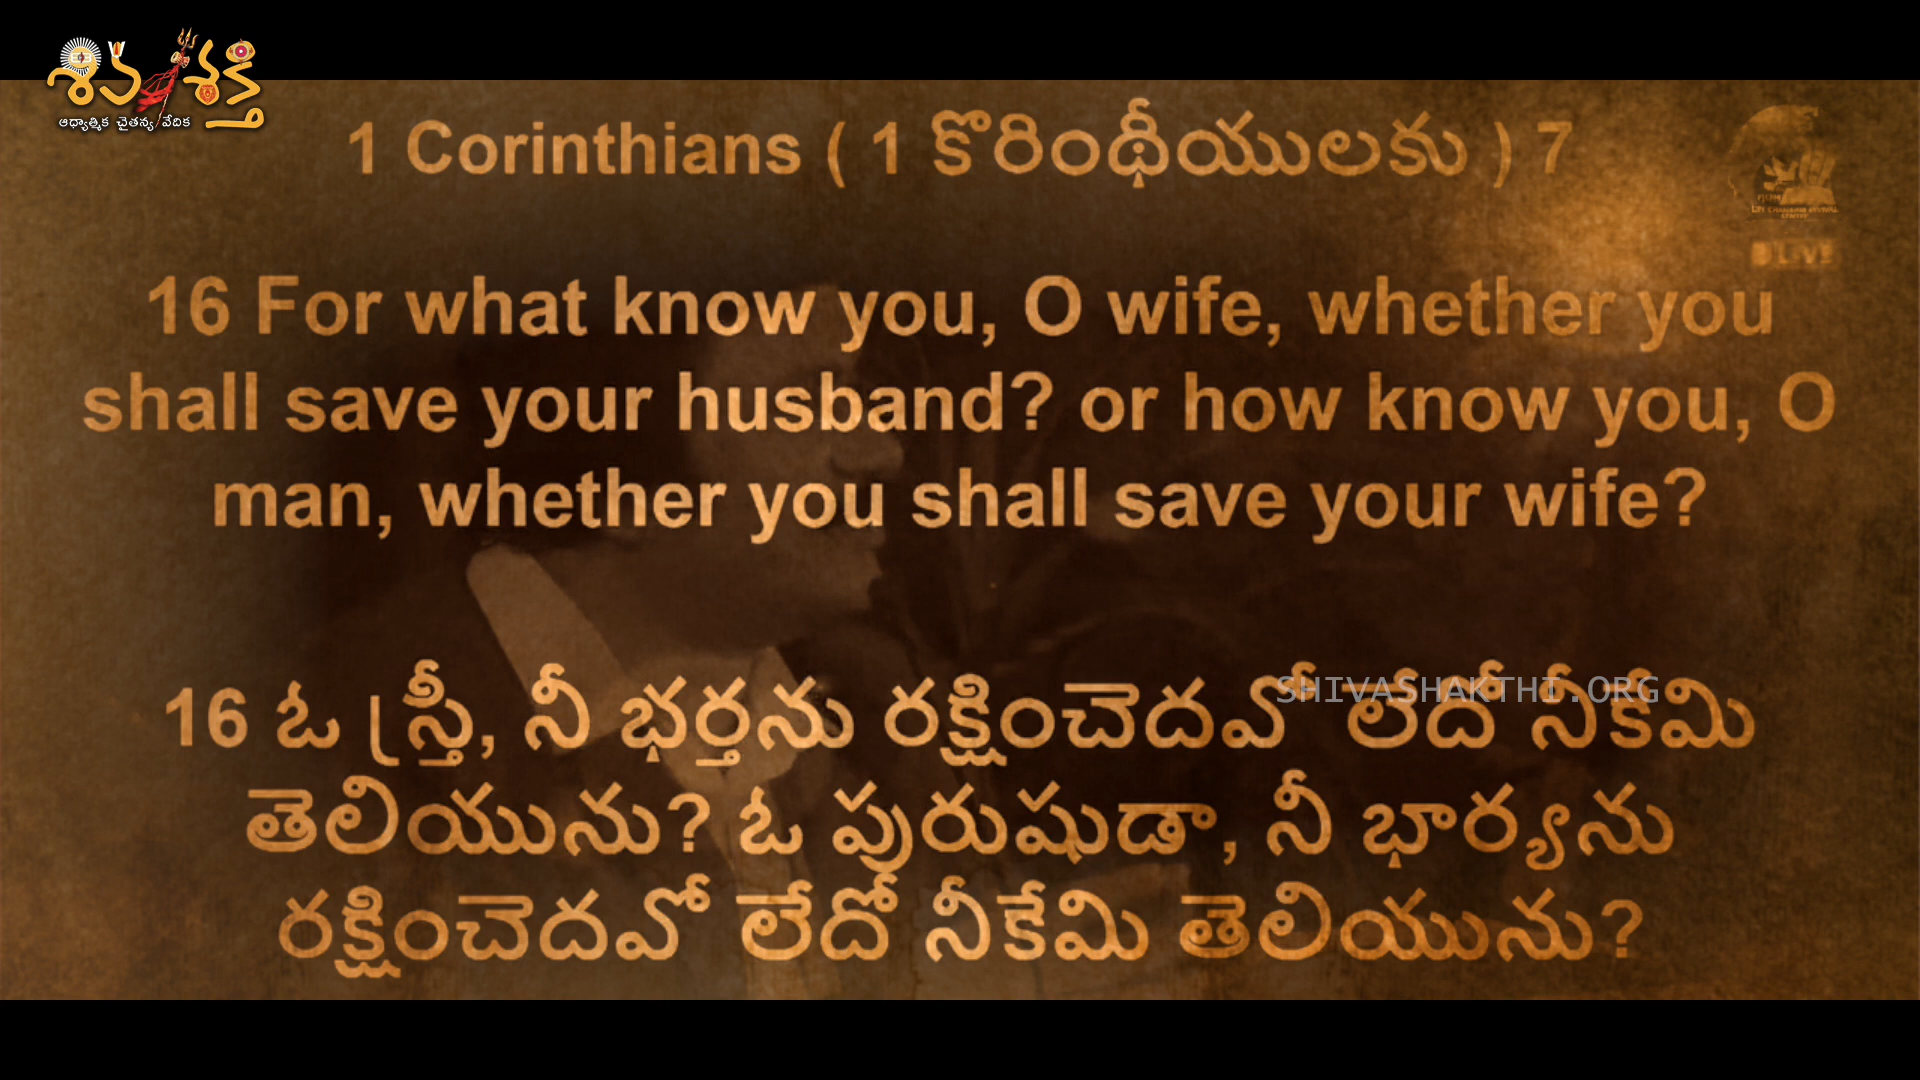 శివశక్తి
ఆధ్యాత్మిక చైతన్య వేదిక
1 Corinthians ( 1 కొరింథీయులకు ) 7
LIVE
16 For what know you, O wife, whether you
shall save your husband? or how know you, O
man, whether you shall save your wife?
SHIVASHAKTHI.ORG
16 ఓ స్త్రీ, నీ భర్తను రక్షించెదవో లేదో నీకేమి
తెలియును? ఓ పురుషుడా, నీ భార్యను
రక్షించెదవో లేదో నీకేమి తెలియును?